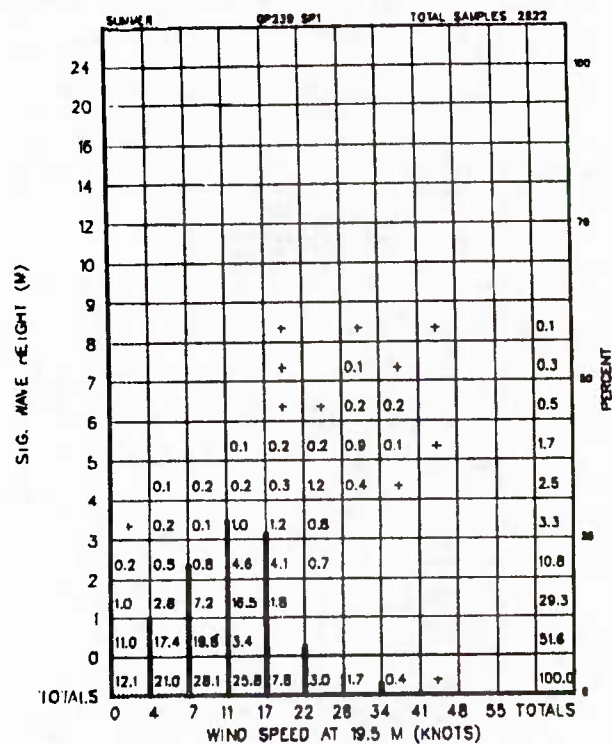 SUMMER GP239 SP1 TOTAL SAMPLES 2822
24 100
20
16
14
12 70
10
9
+ + + 0.1
8
+ 0.1 + 0.3
7 50
+ + 0.2 0.2 0.5
6
0.1 0.2 0.2 0.9 0.1 + 1.7
5
0.1 0.2 0.2 0.3 1.2 0.4 + 2.5
4
+ 0.2 0.1 1.0 1.2 0.8 3.3
3 25
0.2 0.5 0.8 4.6 4.1 0.7 10.8
2
1.0 2.8 7.2 16.5 1.8 29.3
1
11.0 17.4 19.8 3.4 51.6
0
12.1 21.0 28.1 25.8 7.8 3.0 1.7 0.4 + 100.0 0
TOTALS
0 4 7 11 17 22 28 34 41 48 55 TOTALS
WIND SPEED AT 19.5 M (KNOTS)
SIG. WAVE HEIGHT (M)
PERCENT